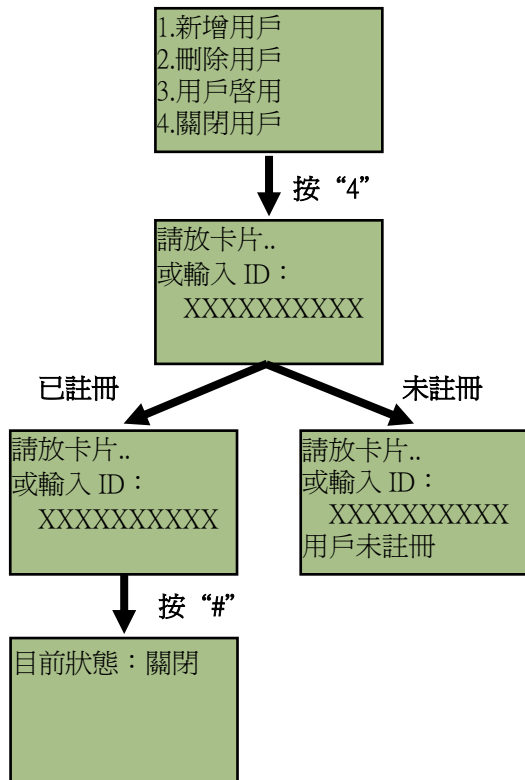 1.新增用戶
2.刪除用戶
3.用戶啓用
4.關閉用戶
按“4”
請放卡片..
或輸入 ID：
XXXXXXXXXX
已註冊
未註冊
請放卡片..
或輸入 ID：
XXXXXXXXXX
請放卡片..
或輸入 ID：
XXXXXXXXXX
用戶未註冊
按“#”
目前狀態：關閉